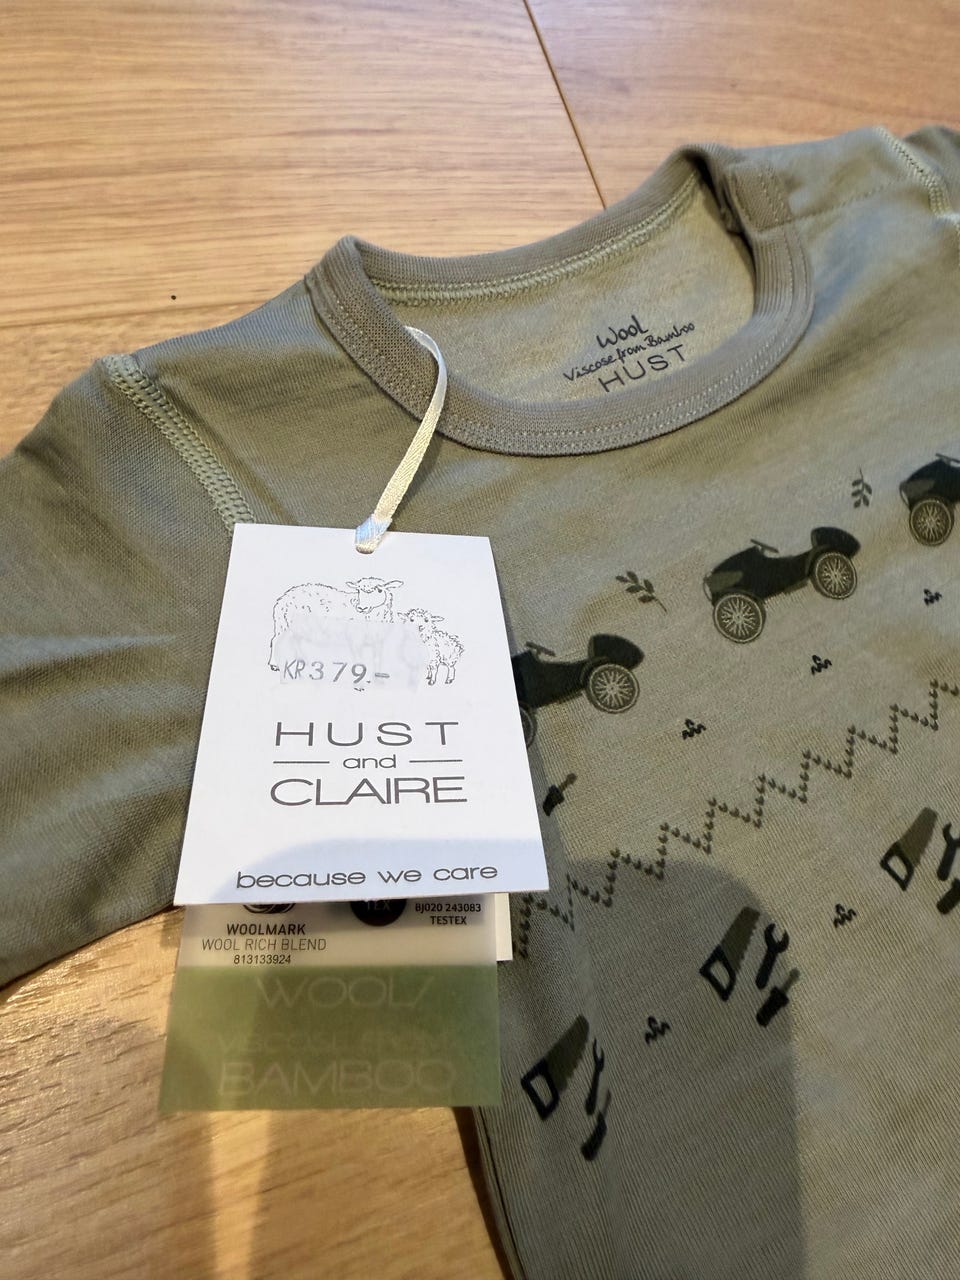 Wool
Viscose from Bamboo
HUST
KR379.-
HUST
and
CLAIRE
because we care
WOOLMARK
WOOL RICH BLEND
813133924
TEX
BJ020 243083
TESTEX
WOOL/
BAMBOO